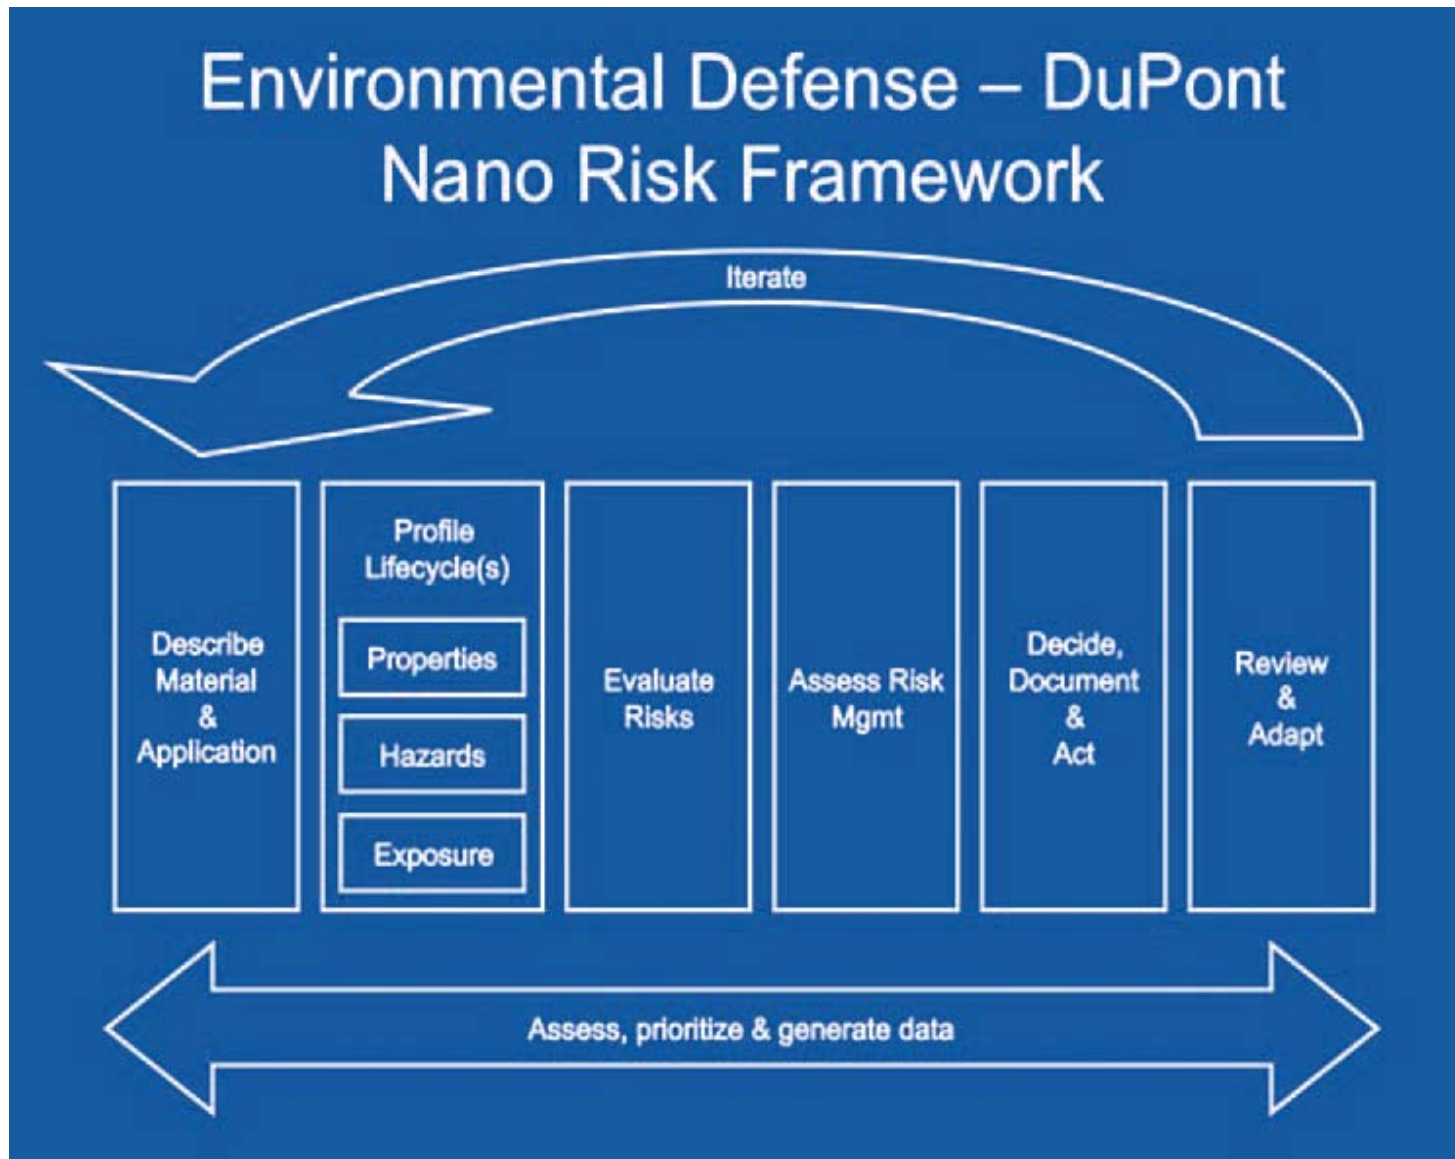 Environmental Defense – DuPont
Nano Risk Framework
Iterate
Describe
Material
&
Application
Profile
Lifecycle(s)
Properties
Hazards
Exposure
Evaluate
Risks
Assess Risk
Mgmt
Decide,
Document
&
Act
Review
&
Adapt
Assess, prioritize & generate data